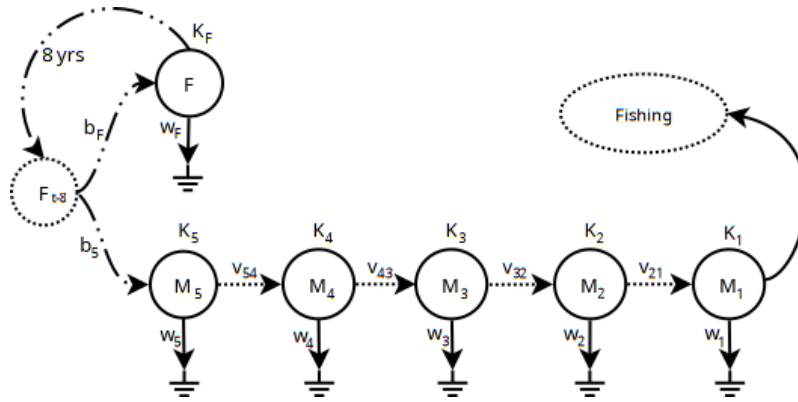 K_F
8 yrs
F
Fishing
b_F
w_F
F_t-8
b_5
K_5
K_4
K_3
K_2
K_1
v_54
v_43
v_32
v_21
M_5
M_4
M_3
M_2
M_1
w_5
w_4
w_3
w_2
w_1